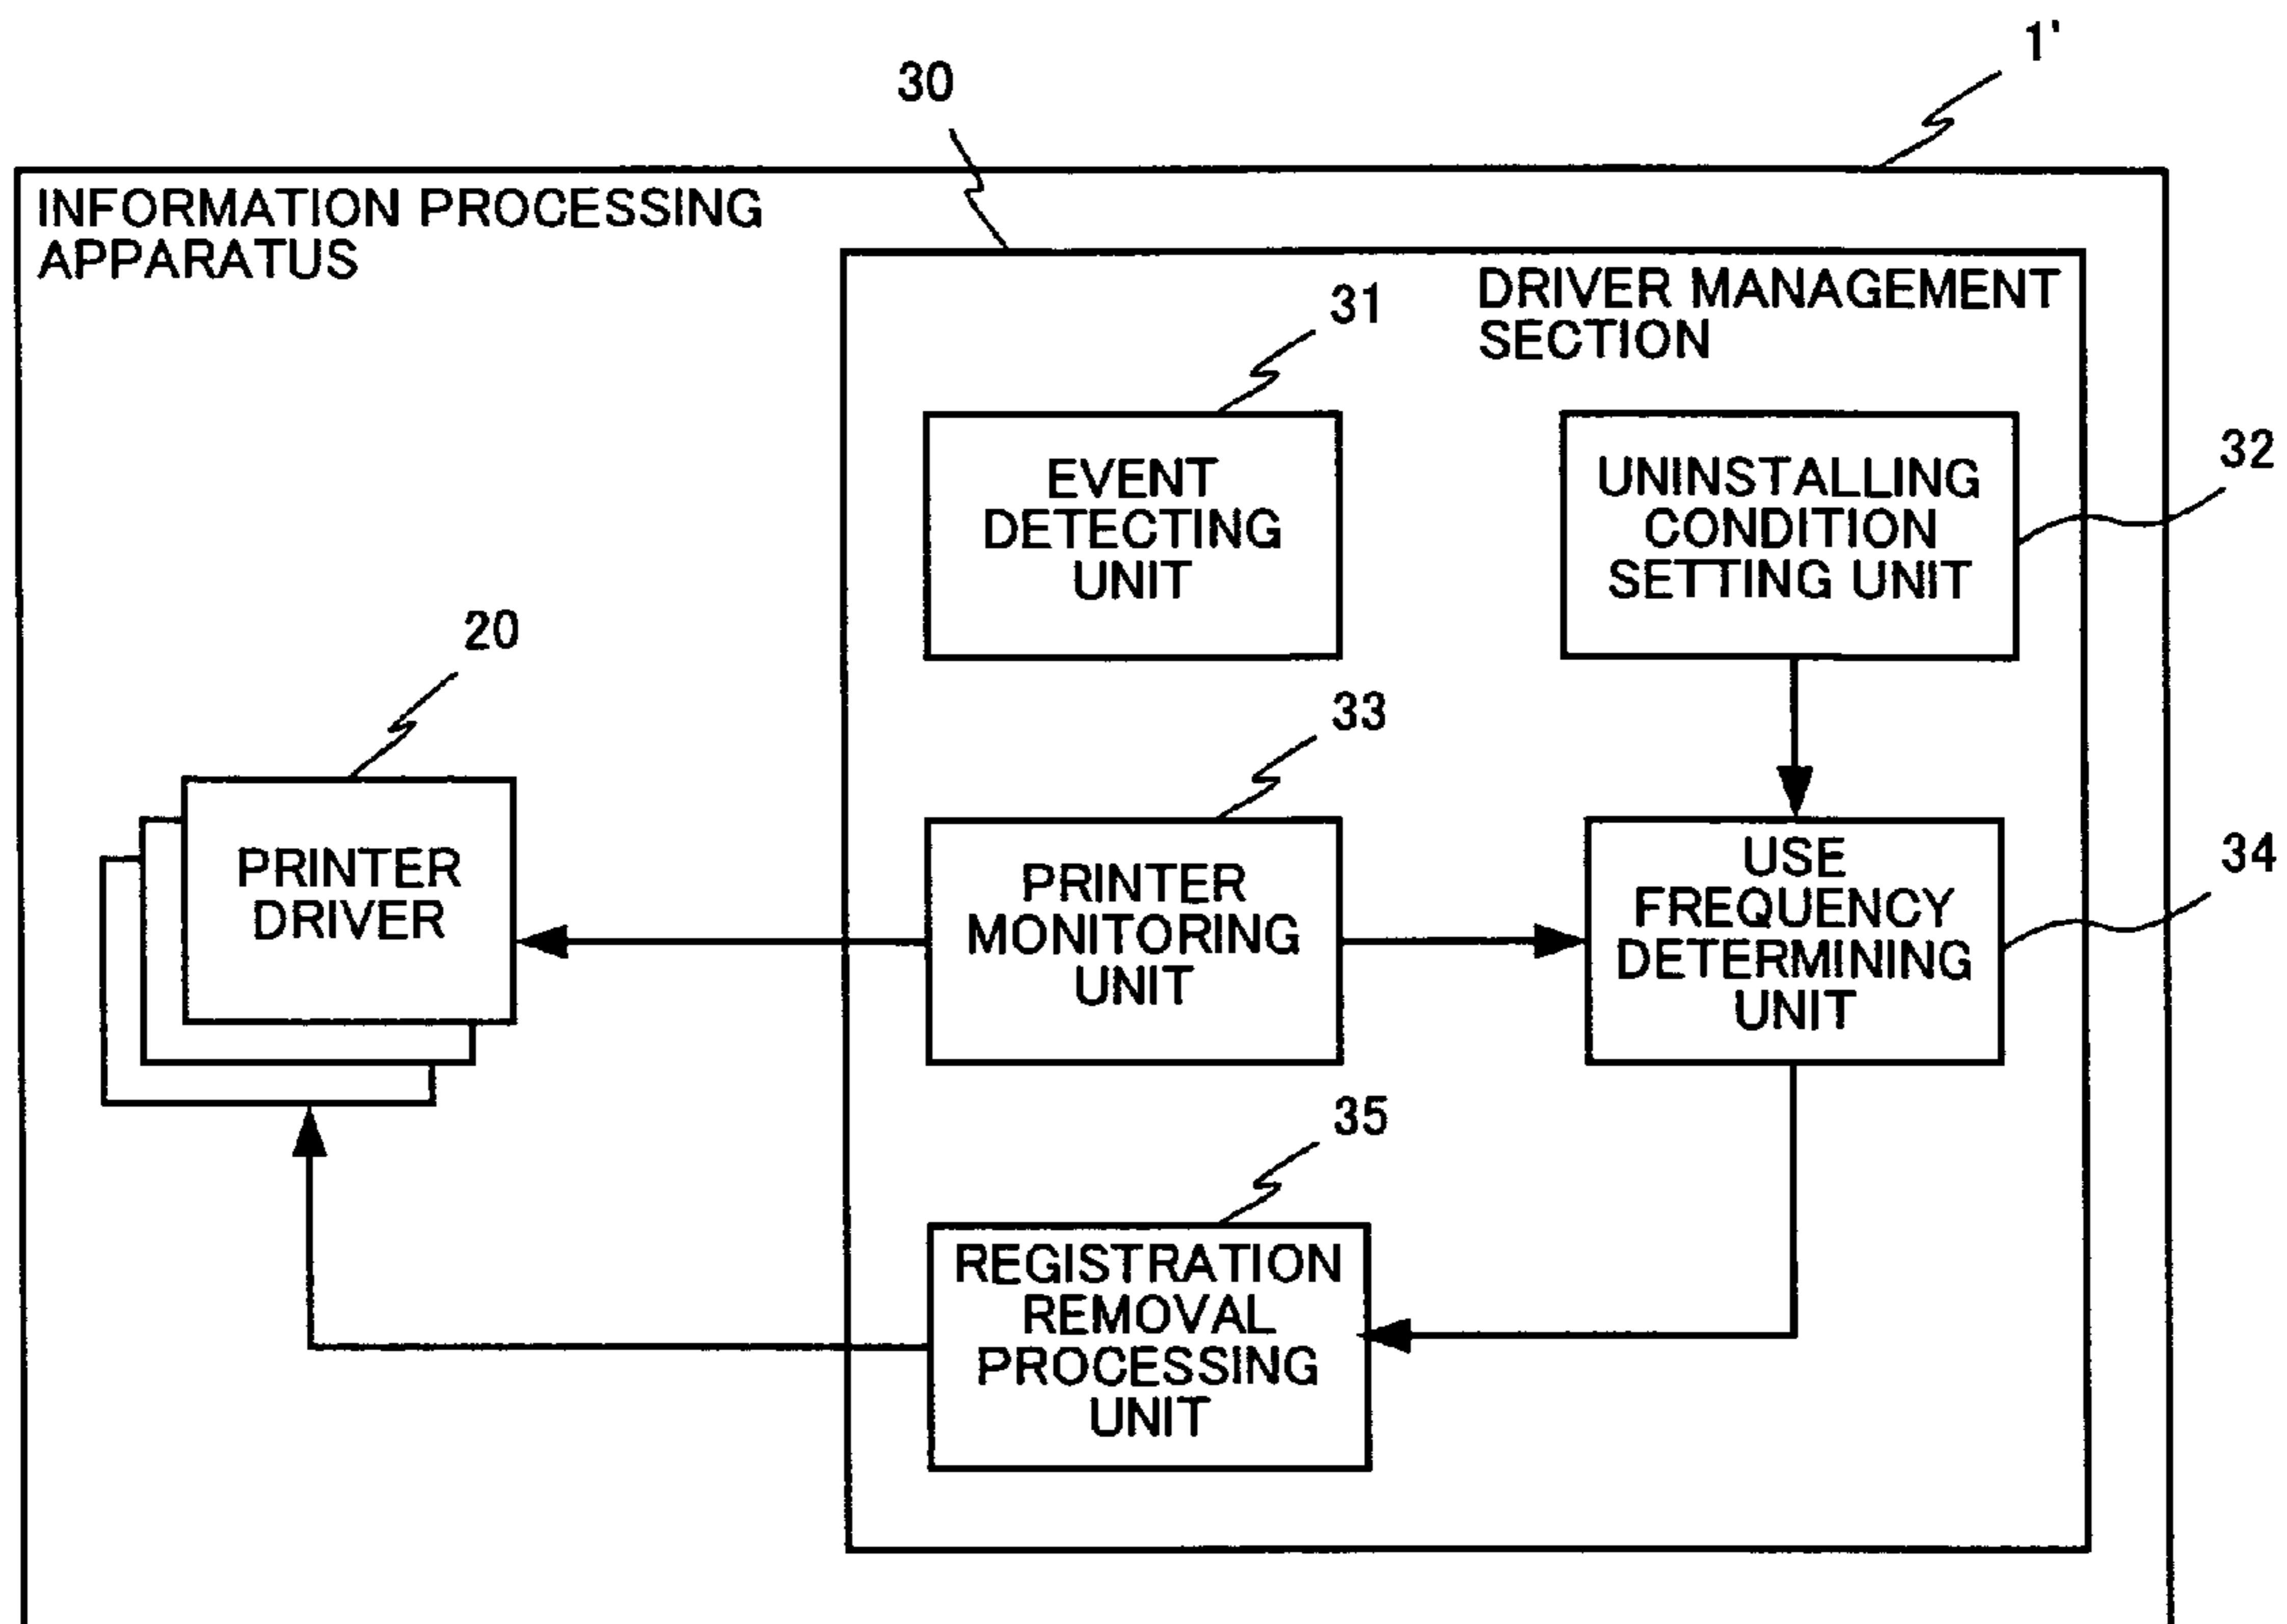 1'
30
INFORMATION PROCESSING
APPARATUS
DRIVER MANAGEMENT
SECTION
31
EVENT
DETECTING
UNIT
32
UNINSTALLING
CONDITION
SETTING UNIT
20
PRINTER
DRIVER
33
PRINTER
MONITORING
UNIT
34
USE
FREQUENCY
DETERMINING
UNIT
35
REGISTRATION
REMOVAL
PROCESSING
UNIT